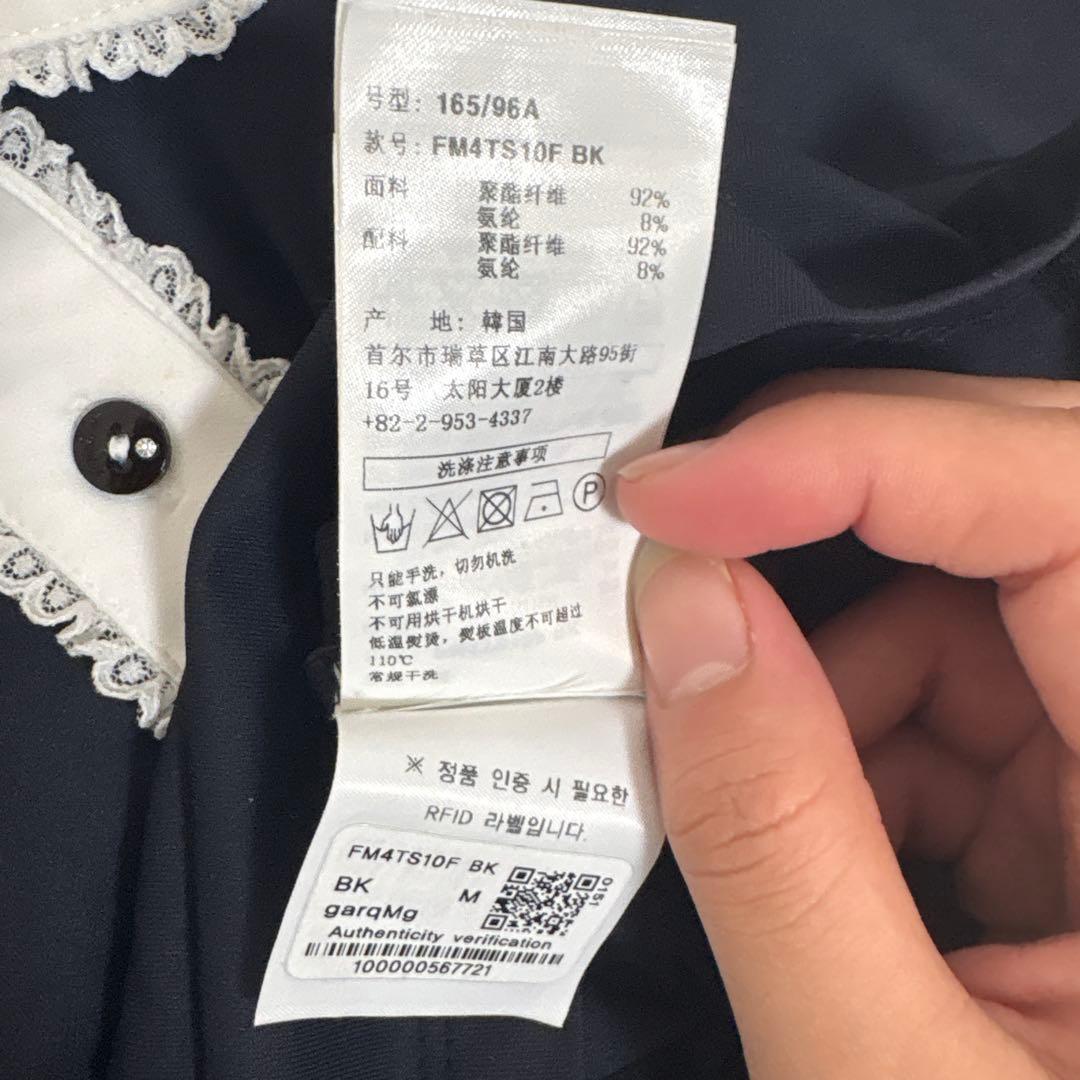 号型: 165/96A
款号: FM4TS10F BK
面料 聚酯纤维 92%
氨纶 8%
配料 聚酯纤维 92%
氨纶 8%
产 地: 韓国
首尔市瑞草区江南大路95街
16号 太阳大厦2楼
+82-2-953-4337
洗涤注意事项
P
只能手洗，切勿机洗
不可氯漂
不可用烘干机烘干
低温熨烫，熨板温度不可超过
110℃
常规干洗
※ 정품 인증 시 필요한
RFID 라벨입니다.
FM4TS10F BK
BK M
garqMg
0151
Authenticity verification
100000567721